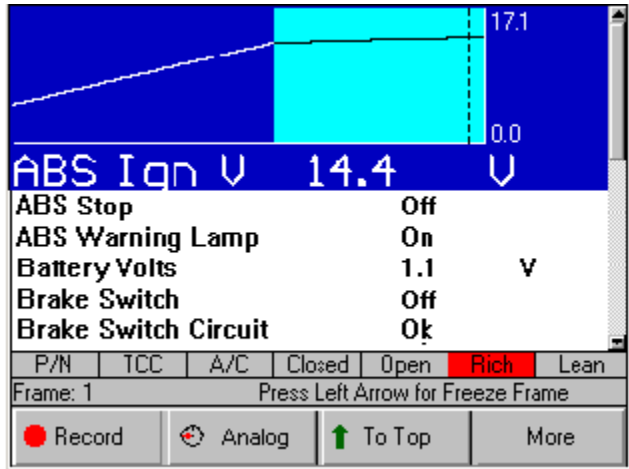 17.1
0.0
ABS Ign V 14.4 V
ABS Stop Off
ABS Warning Lamp On
Battery Volts 1.1 V
Brake Switch Off
Brake Switch Circuit Ok
P/N TCC A/C Closed Open Rich Lean
Frame: 1 Press Left Arrow for Freeze Frame
Record Analog To Top More